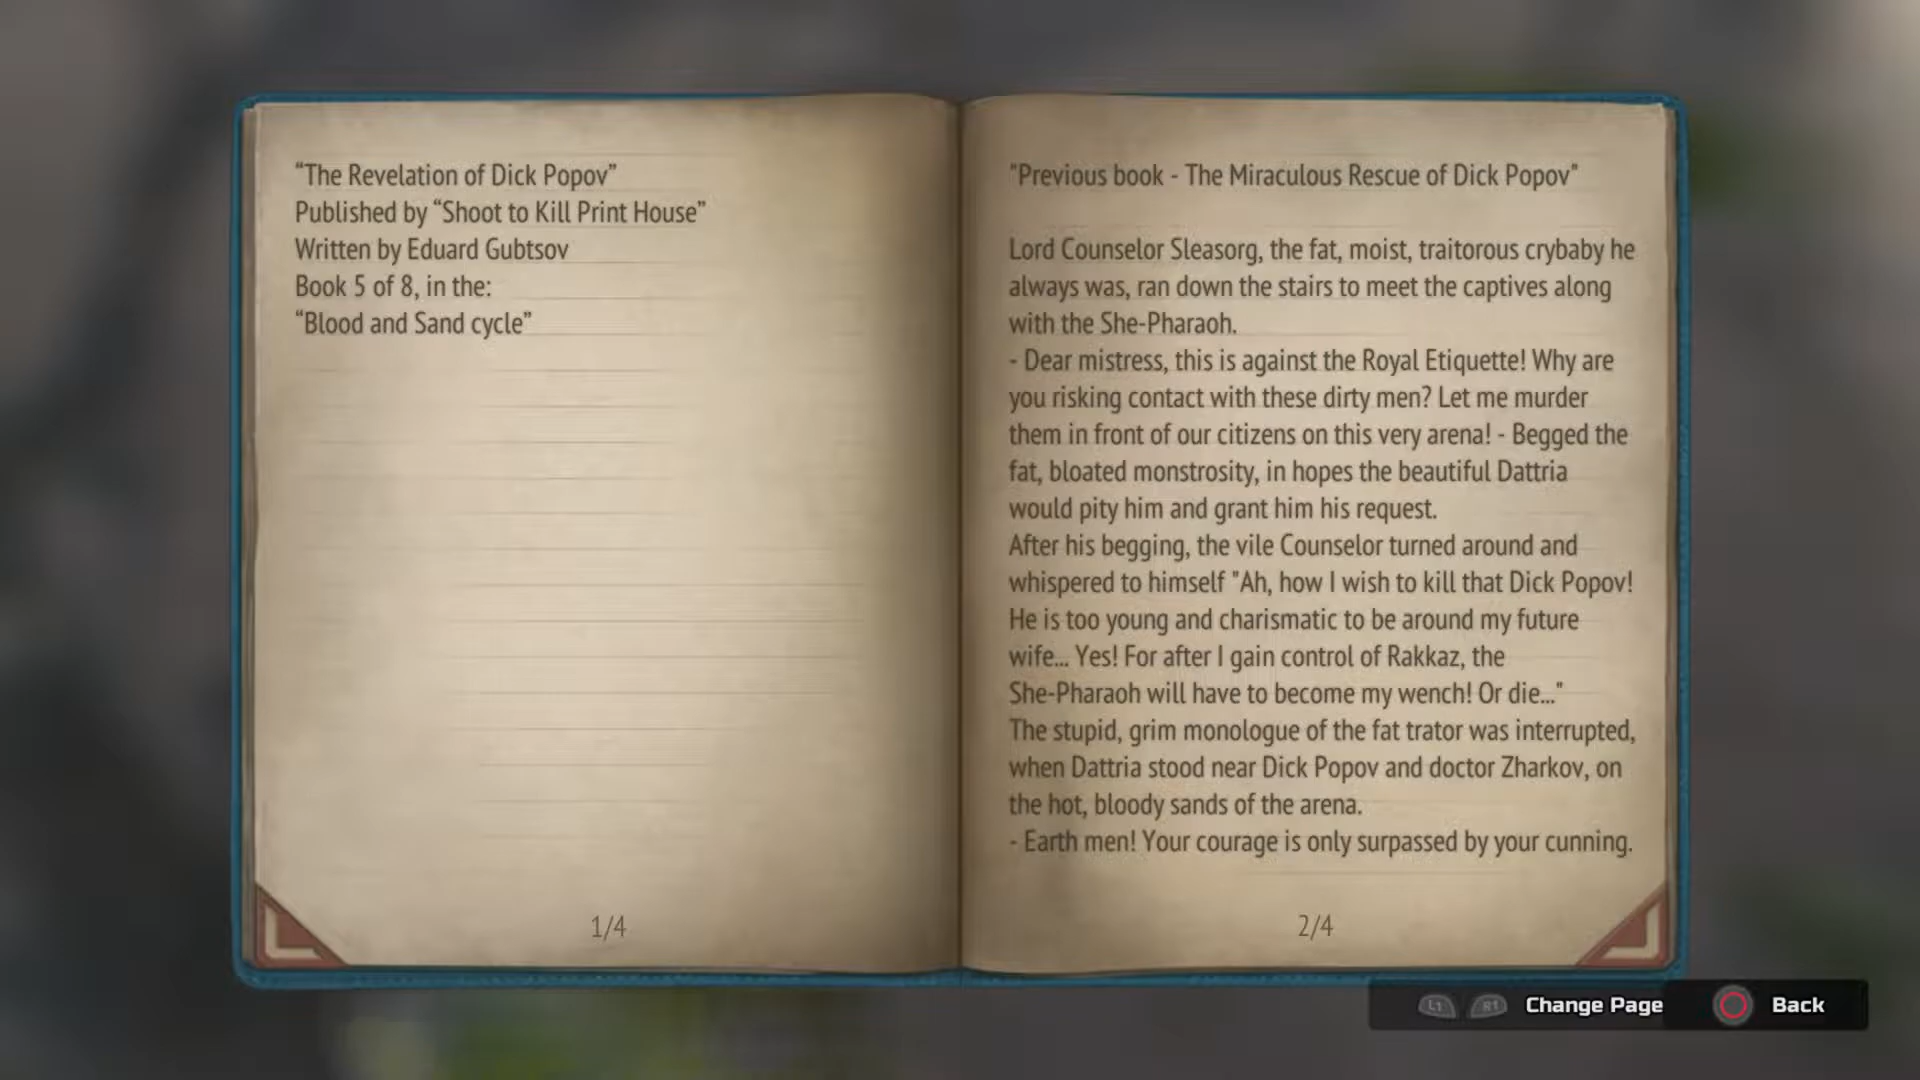 “The Revelation of Dick Popov”
Published by “Shoot to Kill Print House”
Written by Eduard Gubtsov
Book 5 of 8, in the:
“Blood and Sand cycle”
1/4
"Previous book - The Miraculous Rescue of Dick Popov"
Lord Counselor Sleasorg, the fat, moist, traitorous crybaby he
always was, ran down the stairs to meet the captives along
with the She-Pharaoh.
- Dear mistress, this is against the Royal Etiquette! Why are
you risking contact with these dirty men? Let me murder
them in front of our citizens on this very arena! - Begged the
fat, bloated monstrosity, in hopes the beautiful Dattria
would pity him and grant him his request.
After his begging, the vile Counselor turned around and
whispered to himself "Ah, how I wish to kill that Dick Popov!
He is too young and charismatic to be around my future
wife... Yes! For after I gain control of Rakkaz, the
She-Pharaoh will have to become my wench! Or die..."
The stupid, grim monologue of the fat trator was interrupted,
when Dattria stood near Dick Popov and doctor Zharkov, on
the hot, bloody sands of the arena.
- Earth men! Your courage is only surpassed by your cunning.
2/4
L1 R1 Change Page Back